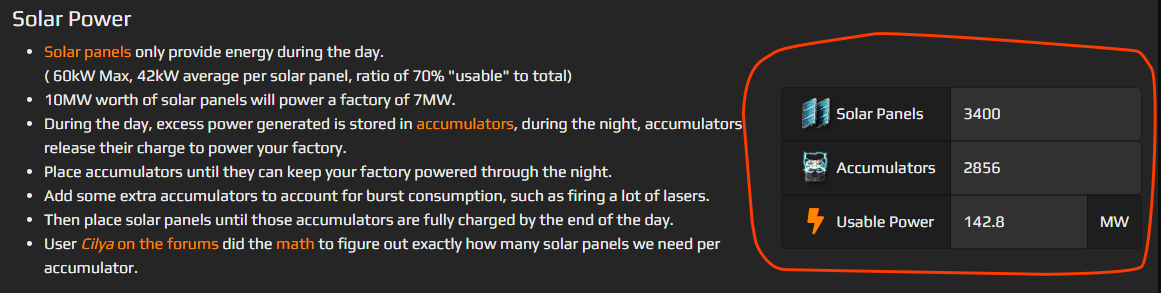 Solar Power
Solar panels only provide energy during the day.
( 60kW Max, 42kW average per solar panel, ratio of 70% "usable" to total)
10MW worth of solar panels will power a factory of 7MW.
During the day, excess power generated is stored in accumulators, during the night, accumulators
release their charge to power your factory.
Place accumulators until they can keep your factory powered through the night.
Add some extra accumulators to account for burst consumption, such as firing a lot of lasers.
Then place solar panels until those accumulators are fully charged by the end of the day.
User Cilya on the forums did the math to figure out exactly how many solar panels we need per
accumulator.
Solar Panels 3400
Accumulators 2856
Usable Power 142.8 MW